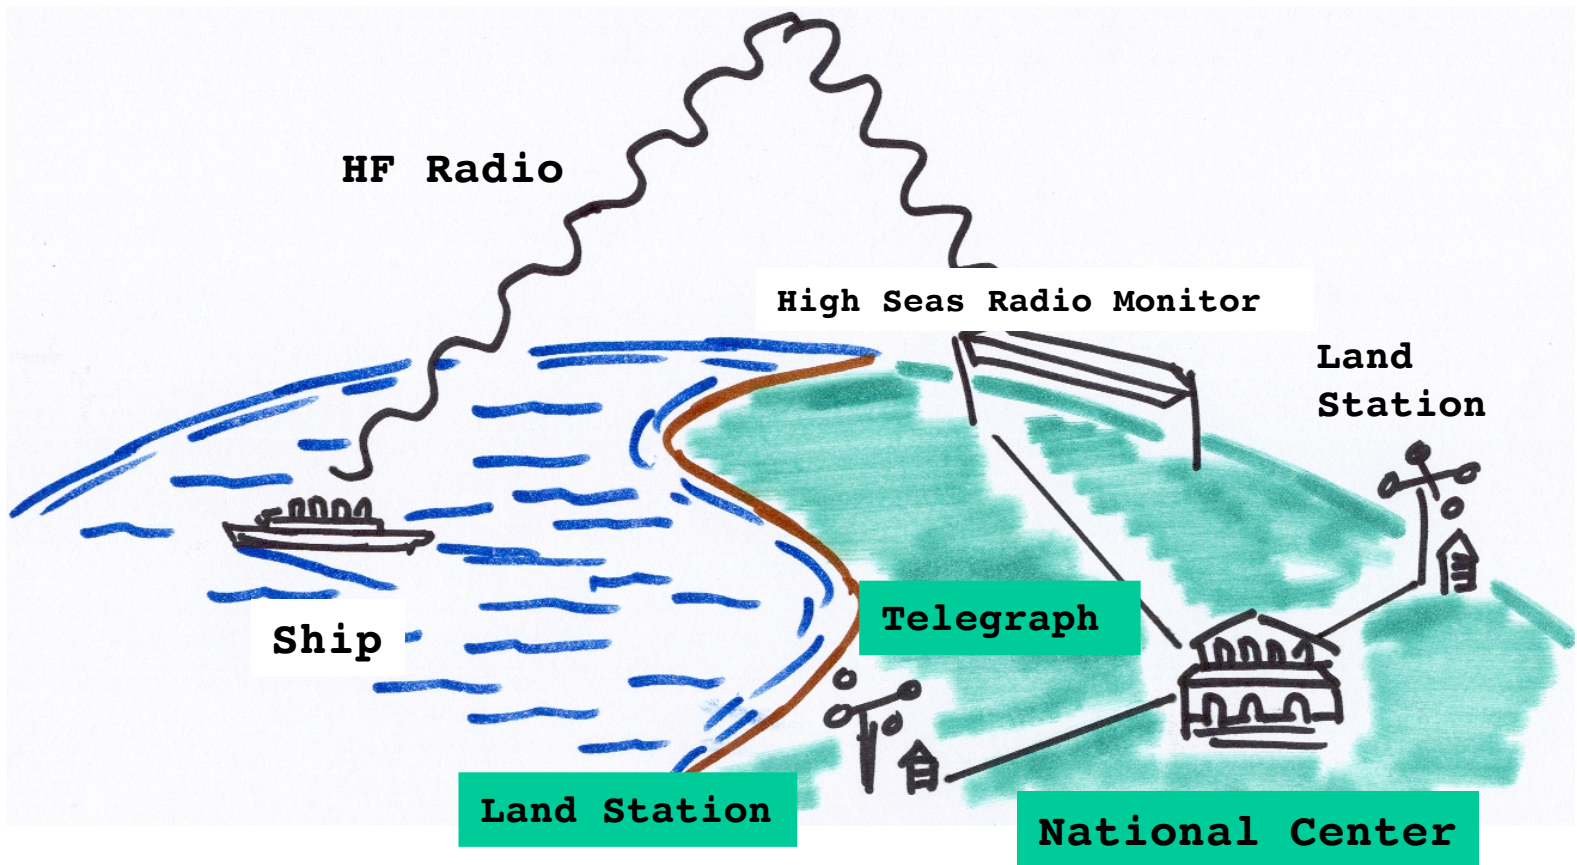 HF Radio
High Seas Radio Monitor
Land
Station
Telegraph
Ship
Land Station
National Center